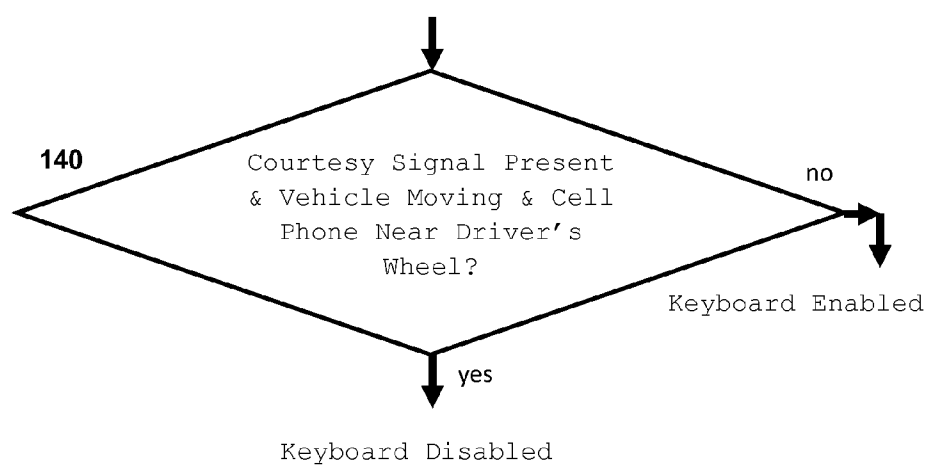 140
Courtesy Signal Present
& Vehicle Moving & Cell
Phone Near Driver's
Wheel?
no
Keyboard Enabled
yes
Keyboard Disabled